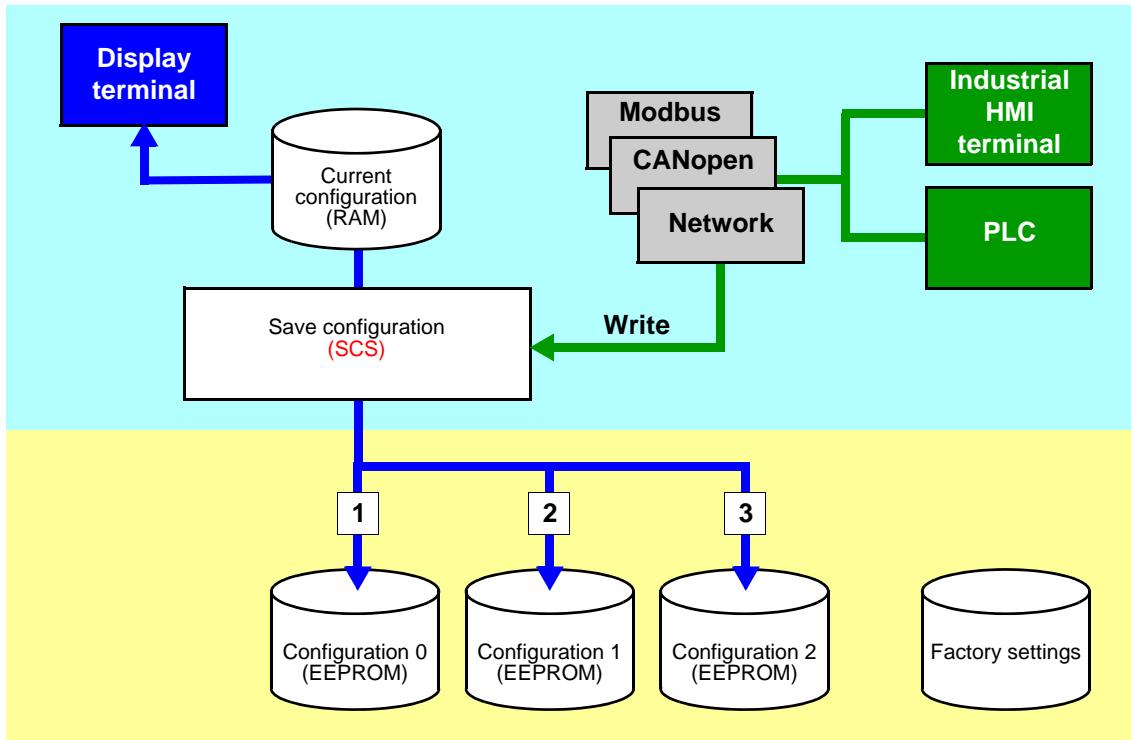 Display
terminal
Current
configuration
(RAM)
Modbus
CANopen
Network
Industrial
HMI
terminal
PLC
Save configuration
(SCS)
Write
1
2
3
Configuration 0
(EEPROM)
Configuration 1
(EEPROM)
Configuration 2
(EEPROM)
Factory settings